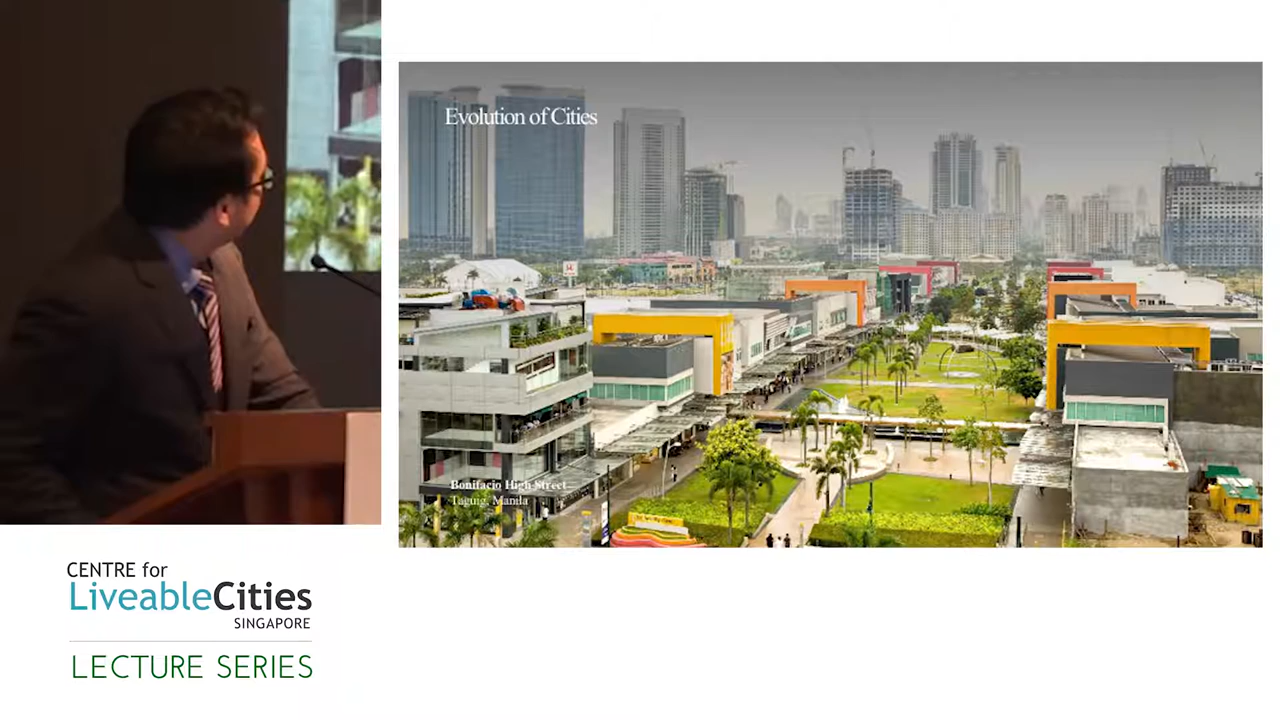 Evolution of Cities
Bonifacio High Street
Taguig, Manila
CENTRE for
LiveableCities
SINGAPORE
LECTURE SERIES